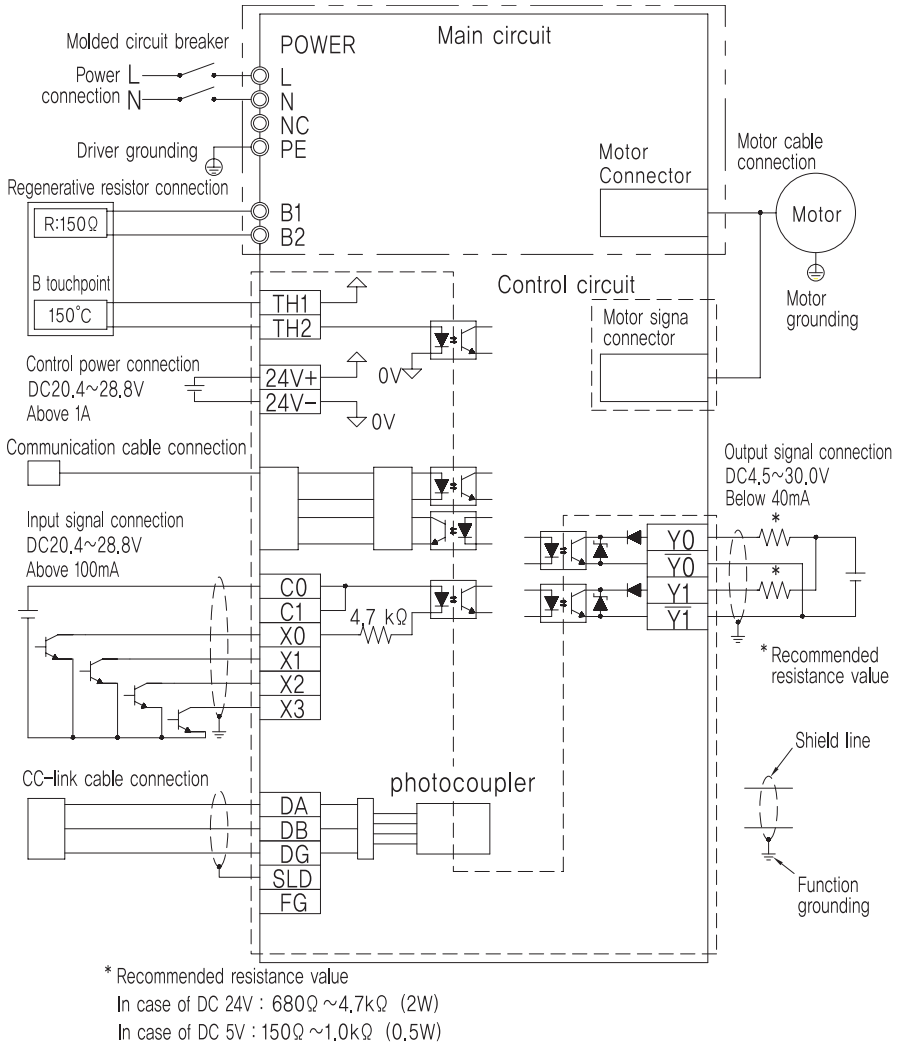 Molded circuit breaker
POWER
Main circuit
Power L
connection N
L
N
NC
PE
Driver grounding
Motor
Connector
Motor cable
connection
Motor
Motor
grounding
Regenerative resistor connection
R:150Ω
B1
B2
B touchpoint
150°C
TH1
TH2
Control circuit
Motor signa
connector
Control power connection
DC20.4~28.8V
Above 1A
0V
24V+
24V-
0V
Communication cable connection
Output signal connection
DC4.5~30.0V
Below 40mA
Input signal connection
DC20.4~28.8V
Above 100mA
*
Y0
Y0
*
Y1
Y1
C0
C1
4.7 kΩ
X0
X1
X2
X3
* Recommended
resistance value
Shield line
CC-link cable connection
photocoupler
DA
DB
DG
SLD
FG
Function
grounding
* Recommended resistance value
In case of DC 24V : 680Ω ~4.7kΩ (2W)
In case of DC 5V : 150Ω ~1.0kΩ (0.5W)